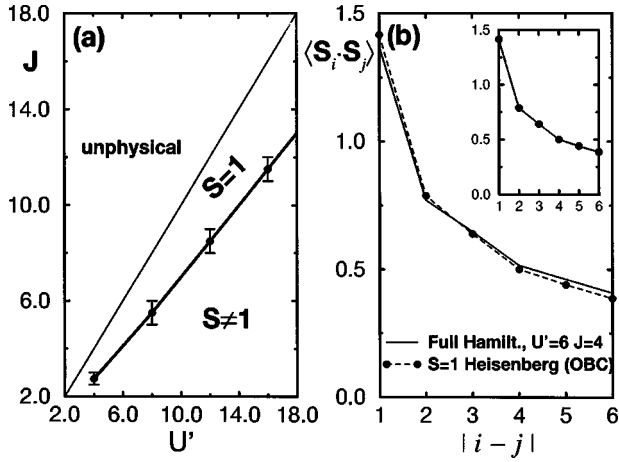 (a)
J
18.0
14.0
10.0
6.0
2.0
unphysical
S=1
S≠1
2.0 6.0 10.0 14.0 18.0
U'
(b)
⟨Sᵢ·Sⱼ⟩
1.5
1.0
0.5
0.0
1.5
1.0
0.5
0.0
1 2 3 4 5 6
Full Hamilt., U'=6 J=4
S=1 Heisenberg (OBC)
1 2 3 4 5 6
| i − j |